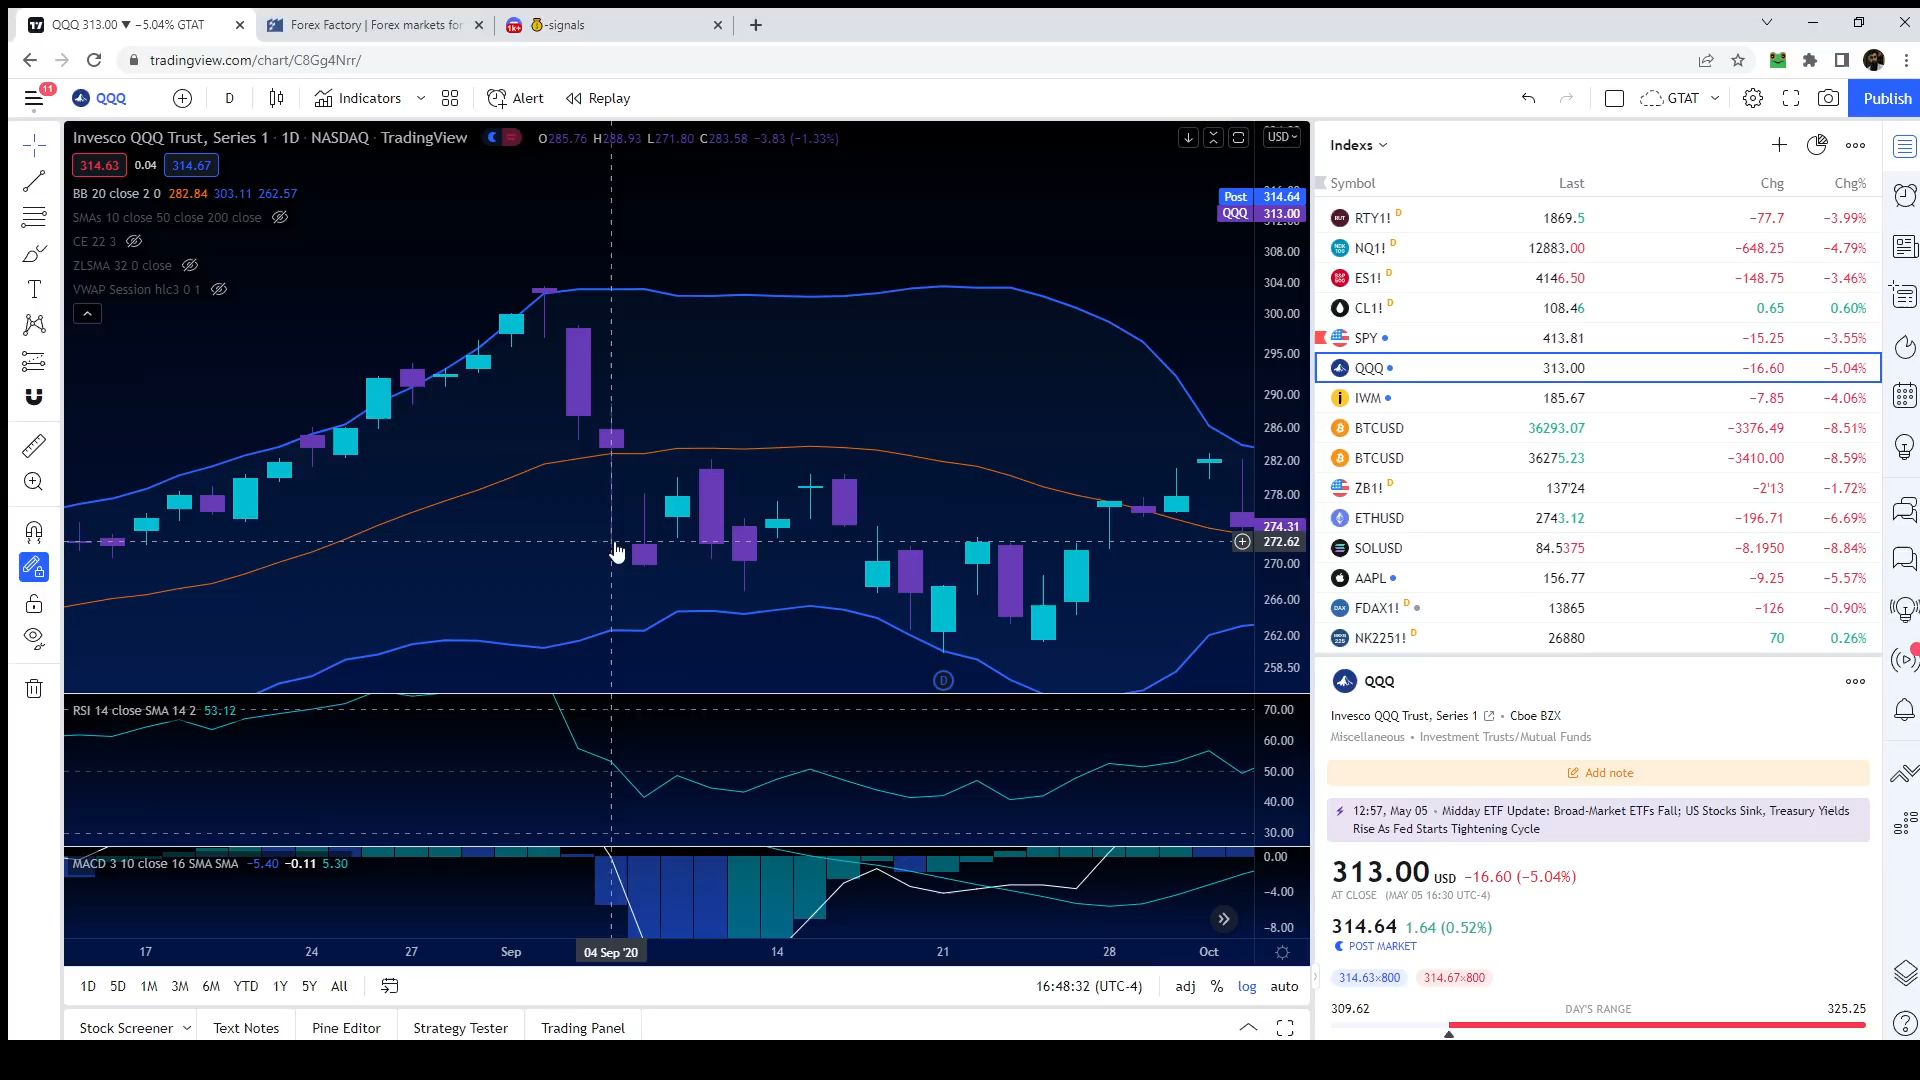 QQQ 313.00 ▼ −5.04% GTAT
Forex Factory | Forex markets for
1k+
💰-signals
tradingview.com/chart/C8Gg4Nrr/
11
QQQ
D
Indicators
Alert
Replay
GTAT
Publish
Invesco QQQ Trust, Series 1 · 1D · NASDAQ · TradingView
O285.76 H288.93 L271.80 C283.58 −3.83 (−1.33%)
USD
314.63 0.04 314.67
BB 20 close 2 0 282.84 303.11 262.57
SMAs 10 close 50 close 200 close
CE 22 3
ZLSMA 32 0 close
VWAP Session hlc3 0 1
Post 314.64
QQQ 313.00
308.00
304.00
300.00
295.00
290.00
286.00
282.00
278.00
274.31
272.62
270.00
266.00
262.00
258.50
D
RSI 14 close SMA 14 2 53.12
70.00
60.00
50.00
40.00
30.00
MACD 3 10 close 16 SMA SMA −5.40 −0.11 5.30
0.00
−4.00
−8.00
17 24 27 Sep 04 Sep '20 14 21 28 Oct
1D 5D 1M 3M 6M YTD 1Y 5Y All
16:48:32 (UTC-4) adj % log auto
Stock Screener Text Notes Pine Editor Strategy Tester Trading Panel
Indexs
Symbol Last Chg Chg%
RTY1! D 1869.5 −77.7 −3.99%
NQ1! D 12883.00 −648.25 −4.79%
ES1! D 4146.50 −148.75 −3.46%
CL1! D 108.46 0.65 0.60%
SPY 413.81 −15.25 −3.55%
QQQ 313.00 −16.60 −5.04%
IWM 185.67 −7.85 −4.06%
BTCUSD 36293.07 −3376.49 −8.51%
BTCUSD 36275.23 −3410.00 −8.59%
ZB1! D 137'24 −2'13 −1.72%
ETHUSD 2743.12 −196.71 −6.69%
SOLUSD 84.5375 −8.1950 −8.84%
AAPL 156.77 −9.25 −5.57%
FDAX1! D 13865 −126 −0.90%
NK2251! D 26880 70 0.26%
QQQ
Invesco QQQ Trust, Series 1 • Cboe BZX
Miscellaneous • Investment Trusts/Mutual Funds
Add note
12:57, May 05 • Midday ETF Update: Broad-Market ETFs Fall; US Stocks Sink, Treasury Yields
Rise As Fed Starts Tightening Cycle
313.00 USD −16.60 (−5.04%)
AT CLOSE (MAY 05 16:30 UTC-4)
314.64 1.64 (0.52%)
POST MARKET
314.63×800 314.67×800
309.62 DAY'S RANGE 325.25